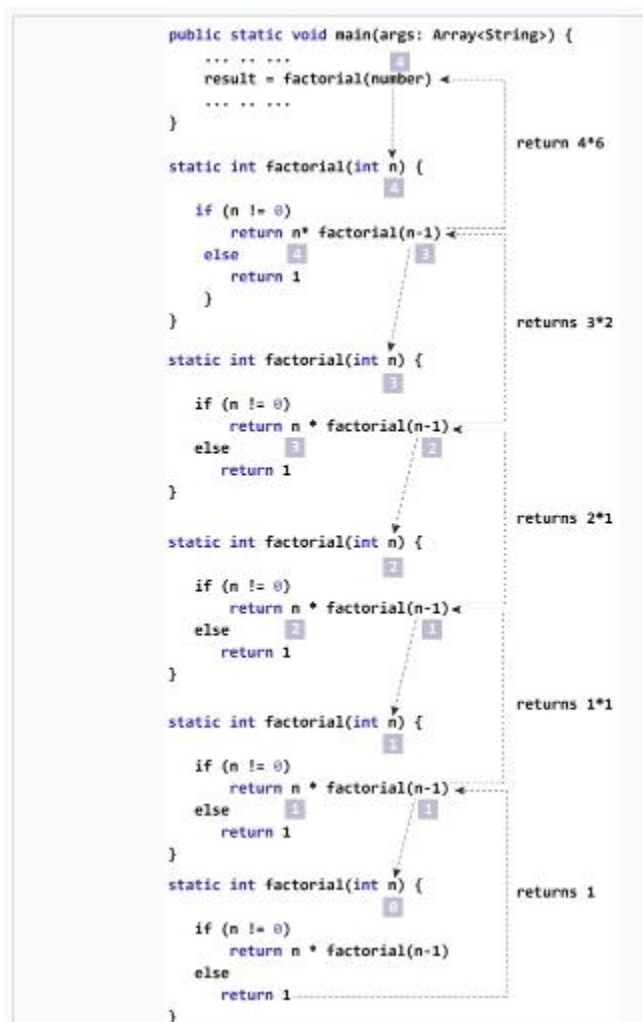 public static void main(args: Array<String>) {
... .. ...
4
result = factorial(number)
... .. ...
}
return 4*6
static int factorial(int n) {
4
if (n != 0)
return n* factorial(n-1)
else
4
3
return 1
}
}
returns 3*2
static int factorial(int n) {
3
if (n != 0)
return n * factorial(n-1)
else
3
2
return 1
}
returns 2*1
static int factorial(int n) {
2
if (n != 0)
return n * factorial(n-1)
else
2
1
return 1
}
returns 1*1
static int factorial(int n) {
1
if (n != 0)
return n * factorial(n-1)
else
1
1
return 1
}
static int factorial(int n) {
returns 1
0
if (n != 0)
return n * factorial(n-1)
else
return 1
}